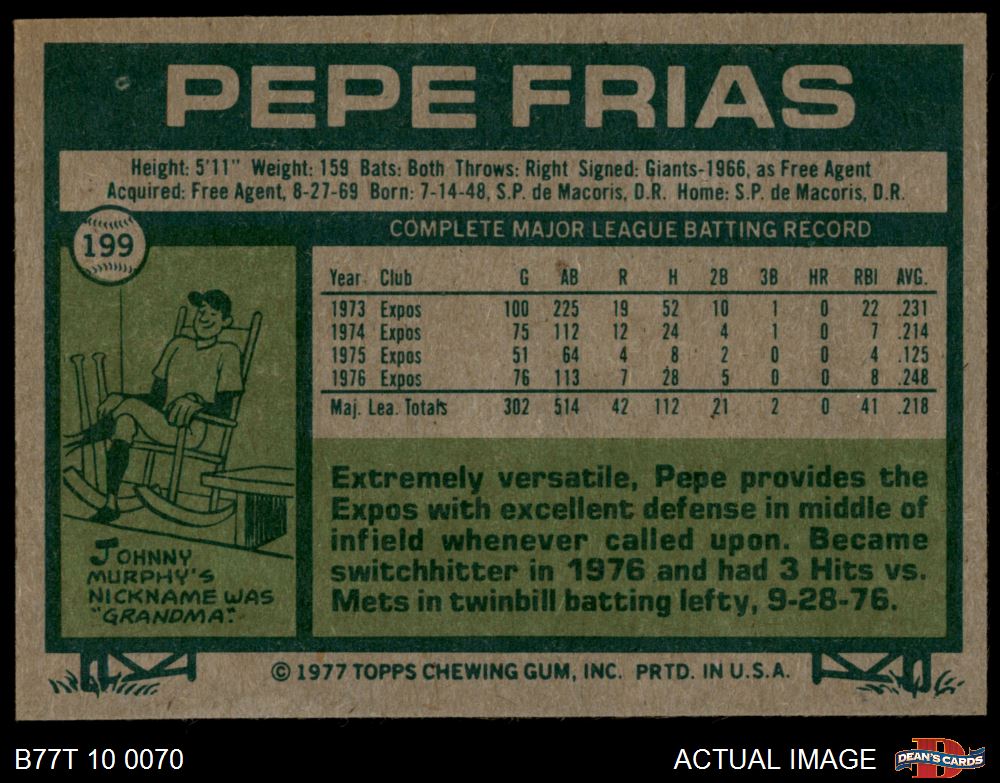 PEPE FRIAS
Height: 5'11" Weight: 159 Bats: Both Throws: Right Signed: Giants-1966, as Free Agent
Acquired: Free Agent, 8-27-69 Born: 7-14-48, S.P. de Macoris, D.R. Home: S.P. de Macoris, D.R.
199
COMPLETE MAJOR LEAGUE BATTING RECORD
Year Club G AB R H 2B 3B HR RBI AVG.
1973 Expos 100 225 19 52 10 1 0 22 .231
1974 Expos 75 112 12 24 4 1 0 7 .214
1975 Expos 51 64 4 8 2 0 0 4 .125
1976 Expos 76 113 7 28 5 0 0 8 .248
Maj. Lea. Totals 302 514 42 112 21 2 0 41 .218
JOHNNY
MURPHY'S
NICKNAME WAS
"GRANDMA."
Extremely versatile, Pepe provides the
Expos with excellent defense in middle of
infield whenever called upon. Became
switchhitter in 1976 and had 3 Hits vs.
Mets in twinbill batting lefty, 9-28-76.
© 1977 TOPPS CHEWING GUM, INC. PRTD. IN U.S.A.
B77T 10 0070
ACTUAL IMAGE
D
DEAN'S CARDS